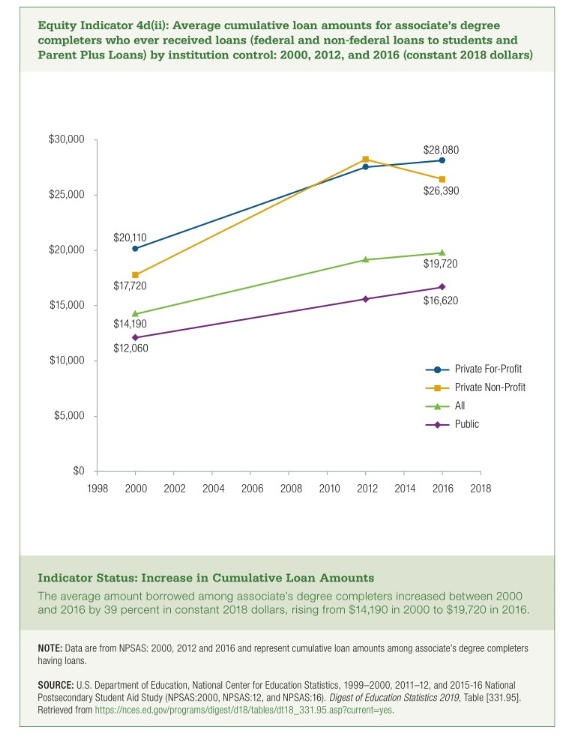 Equity Indicator 4d(ii): Average cumulative loan amounts for associate's degree
completers who ever received loans (federal and non-federal loans to students and
Parent Plus Loans) by institution control: 2000, 2012, and 2016 (constant 2018 dollars)
$30,000
$28,080
$26,390
$25,000
$20,110
$20,000
$19,720
$17,720
$16,620
$15,000
$14,190
$12,060
$10,000
Private For-Profit
Private Non-Profit
All
Public
$5,000
$0
1998 2000 2002 2004 2006 2008 2010 2012 2014 2016 2018
Indicator Status: Increase in Cumulative Loan Amounts
The average amount borrowed among associate's degree completers increased between 2000
and 2016 by 39 percent in constant 2018 dollars, rising from $14,190 in 2000 to $19,720 in 2016.
NOTE: Data are from NPSAS: 2000, 2012 and 2016 and represent cumulative loan amounts among associate's degree completers
having loans.
SOURCE: U.S. Department of Education, National Center for Education Statistics, 1999–2000, 2011–12, and 2015-16 National
Postsecondary Student Aid Study (NPSAS:2000, NPSAS:12, and NPSAS:16). Digest of Education Statistics 2019, Table [331.95].
Retrieved from https://nces.ed.gov/programs/digest/d18/tables/dt18_331.95.asp?current=yes.